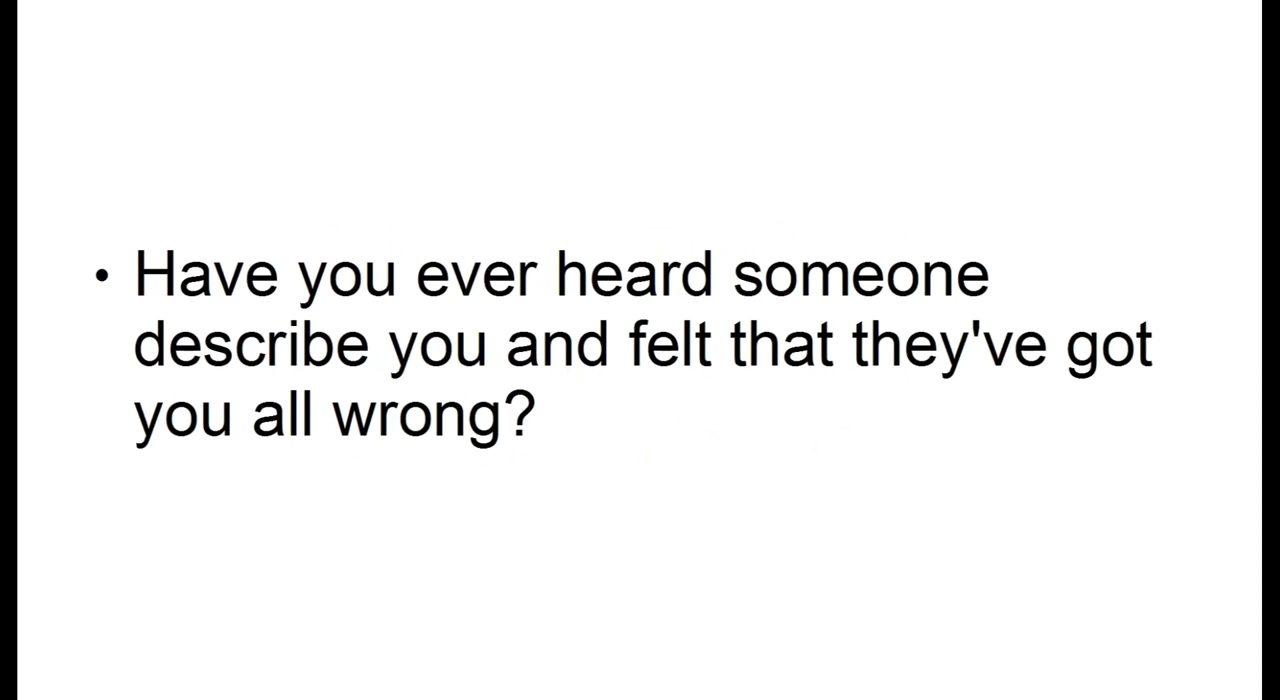 • Have you ever heard someone
describe you and felt that they've got
you all wrong?